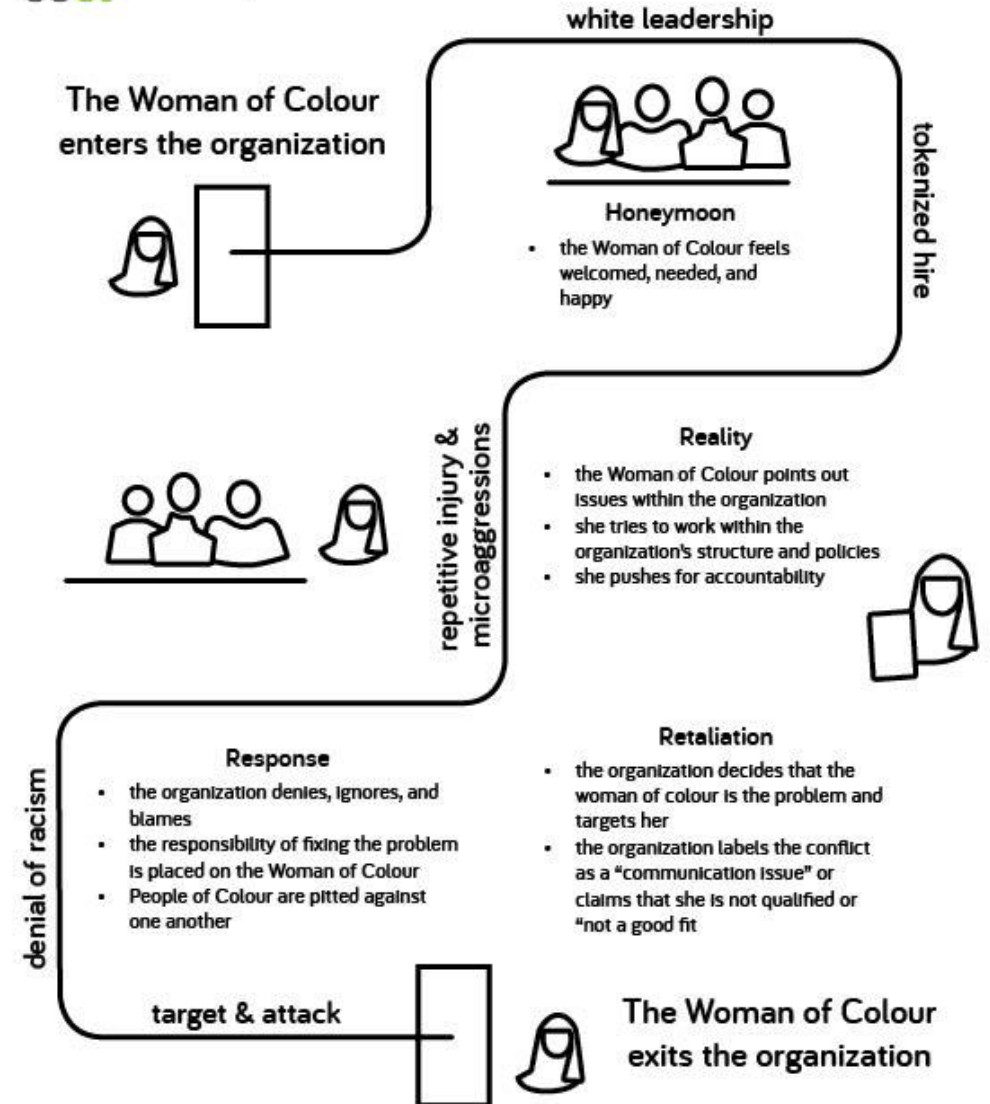 white leadership
The Woman of Colour
enters the organization
tokenized hire
Honeymoon
• the Woman of Colour feels
welcomed, needed, and
happy
repetitive injury &
microaggressions
Reality
• the Woman of Colour points out
issues within the organization
• she tries to work within the
organization's structure and policies
• she pushes for accountability
denial of racism
Response
• the organization denies, ignores, and
blames
• the responsibility of fixing the problem
is placed on the Woman of Colour
• People of Colour are pitted against
one another
Retaliation
• the organization decides that the
woman of colour is the problem and
targets her
• the organization labels the conflict
as a “communication issue” or
claims that she is not qualified or
“not a good fit
target & attack
The Woman of Colour
exits the organization